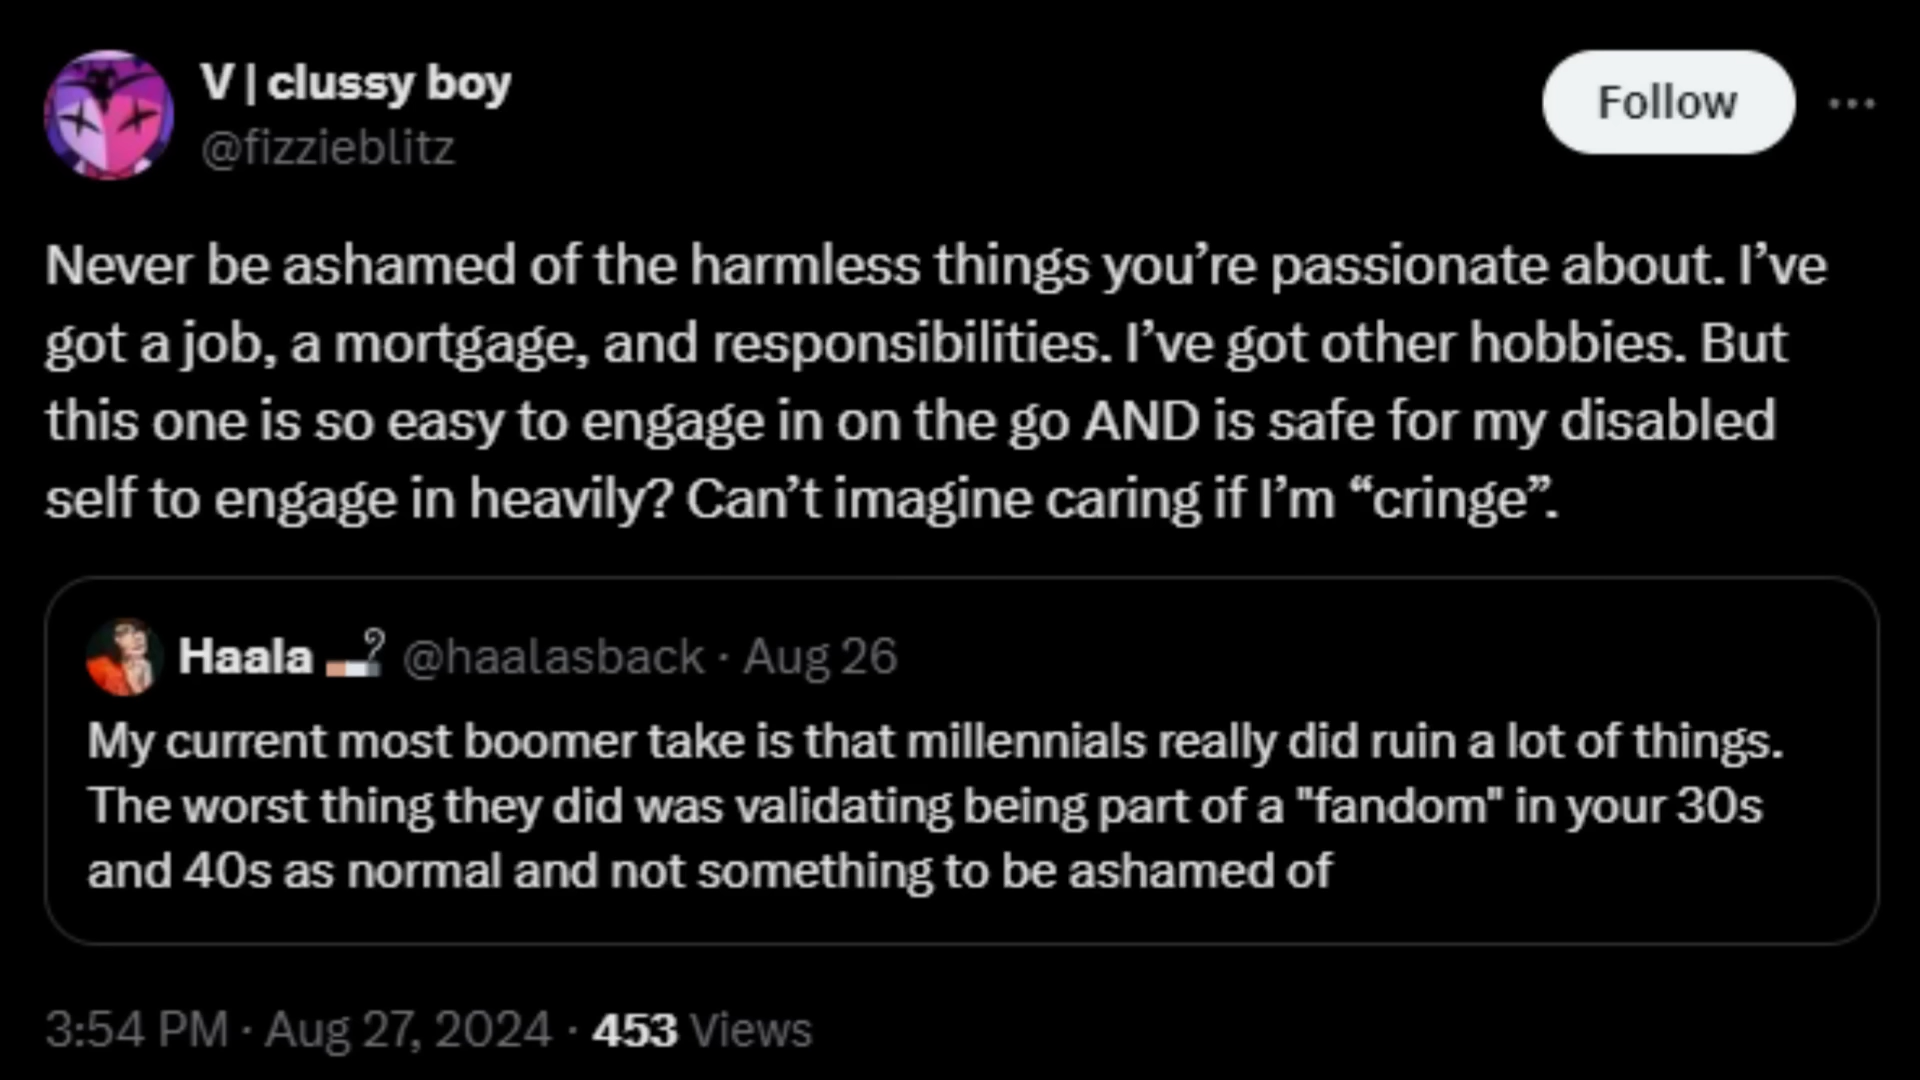 V | clussy boy
@fizzieblitz
Follow
Never be ashamed of the harmless things you’re passionate about. I’ve
got a job, a mortgage, and responsibilities. I’ve got other hobbies. But
this one is so easy to engage in on the go AND is safe for my disabled
self to engage in heavily? Can’t imagine caring if I’m “cringe”.
Haala 🚬 @haalasback · Aug 26
My current most boomer take is that millennials really did ruin a lot of things.
The worst thing they did was validating being part of a "fandom" in your 30s
and 40s as normal and not something to be ashamed of
3:54 PM · Aug 27, 2024 · 453 Views